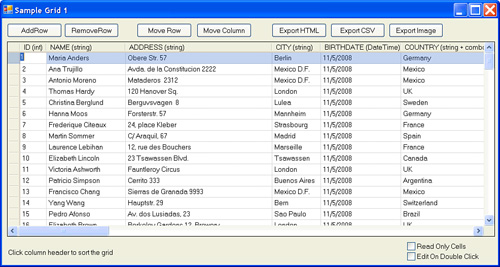 Sample Grid 1
AddRow RemoveRow Move Row Move Column Export HTML Export CSV Export Image
ID (int) NAME (string) ADDRESS (string) CITY (string) BIRTHDATE (DateTime) COUNTRY (string + combo
1 Maria Anders Obere Str. 57 Berlin 11/5/2008 Germany
2 Ana Trujillo Avda. de la Constitucion 2222 Mexico D.F. 11/5/2008 Mexico
3 Antonio Moreno Mataderos 2312 Mexico D.F. 11/5/2008 Mexico
4 Thomas Hardy 120 Hanover Sq. London 11/5/2008 UK
5 Christina Berglund Berguvsvagen 8 Lulea 11/5/2008 Sweden
6 Hanna Moos Forsterstr. 57 Mannheim 11/5/2008 Germany
7 Frederique Citeaux 24, place Kleber Strasbourg 11/5/2008 France
8 Martin Sommer C/ Araquil, 67 Madrid 11/5/2008 Spain
9 Laurence Lebihan 12, rue des Bouchers Marseille 11/5/2008 France
10 Elizabeth Lincoln 23 Tsawassen Blvd. Tsawassen 11/5/2008 Canada
11 Victoria Ashworth Fauntleroy Circus London 11/5/2008 UK
12 Patricio Simpson Cerrito 333 Buenos Aires 11/5/2008 Argentina
13 Francisco Chang Sierras de Granada 9993 Mexico D.F. 11/5/2008 Mexico
14 Yang Wang Hauptstr. 29 Bern 11/5/2008 Switzerland
15 Pedro Afonso Av. dos Lusiadas, 23 Sao Paulo 11/5/2008 Brazil
16 Elizabeth Brown Berkeley Gardens 12, Brewery London 11/5/2008 UK
Read Only Cells
Click column header to sort the grid
Edit On Double Click